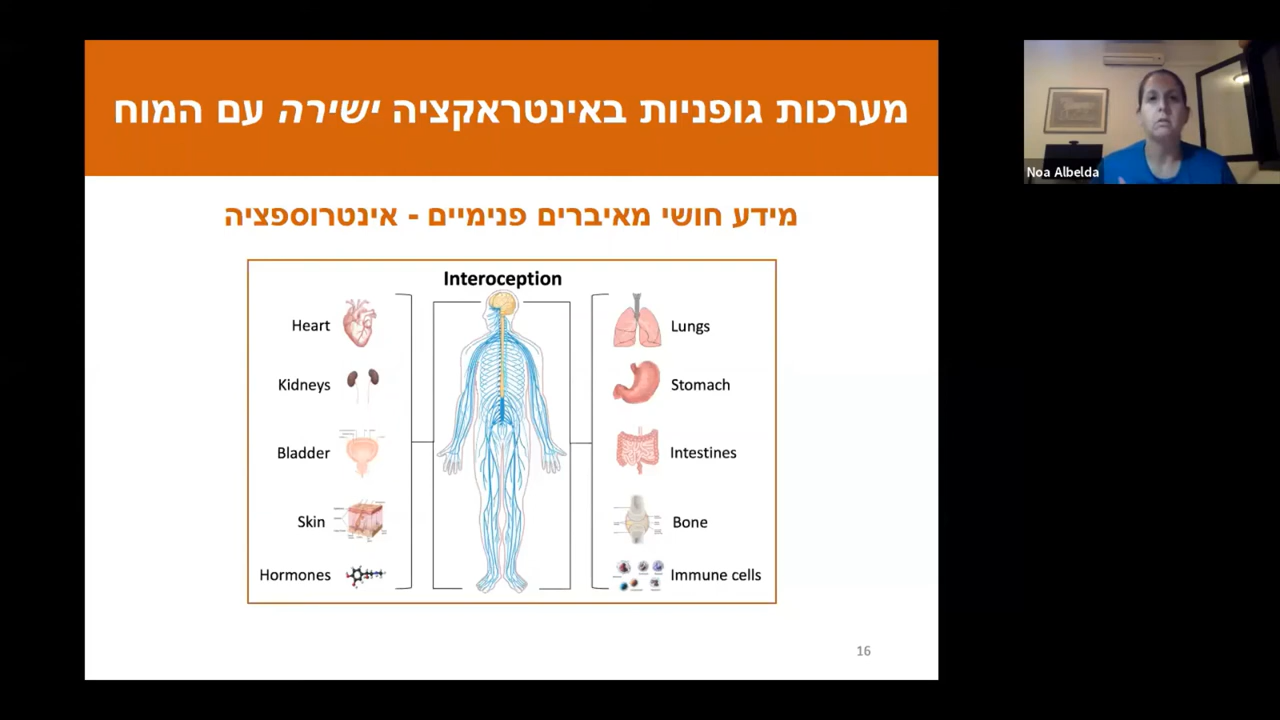 מערכות גופניות באינטראקציה ישירה עם המוח
מידע חושי מאיברים פנימיים - אינטרוספציה
Interoception
Heart
Kidneys
Bladder
Skin
Hormones
Lungs
Stomach
Intestines
Bone
Immune cells
16
Noa Albelda